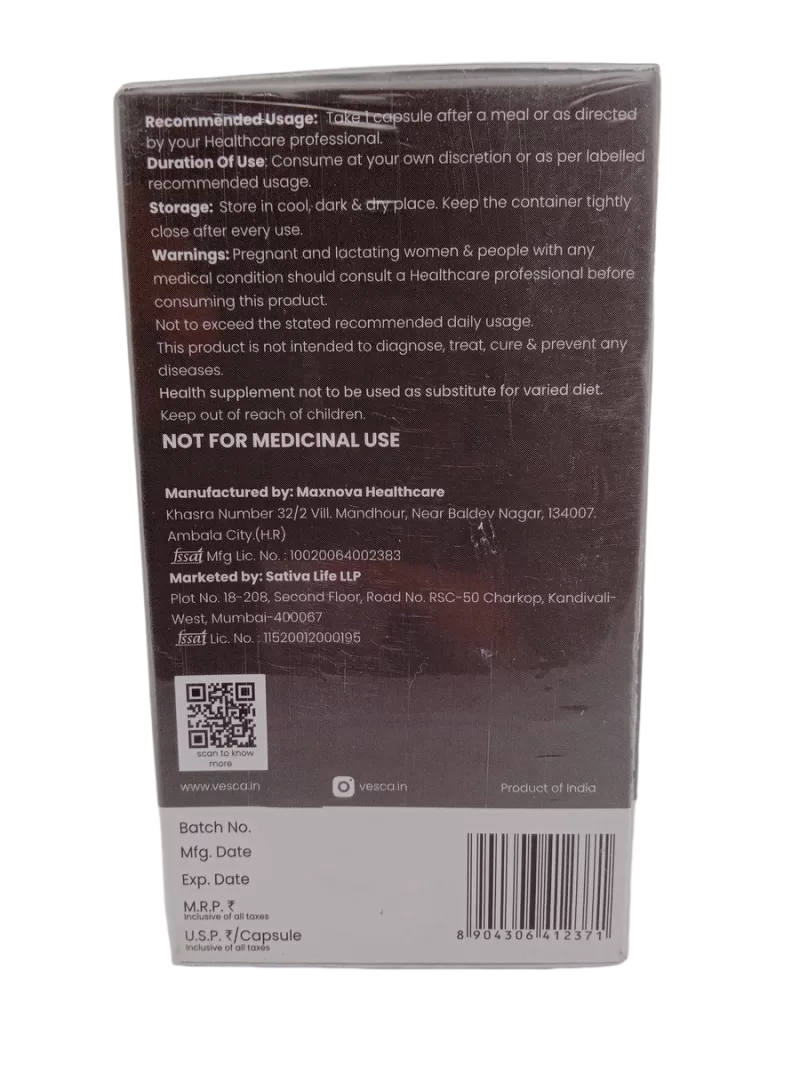 Recommended Usage: Take 1 capsule after a meal or as directed
by your Healthcare professional.
Duration Of Use: Consume at your own discretion or as per labelled
recommended usage.
Storage: Store in cool, dark & dry place. Keep the container tightly
close after every use.
Warnings: Pregnant and lactating women & people with any
medical condition should consult a Healthcare professional before
consuming this product.
Not to exceed the stated recommended daily usage.
This product is not intended to diagnose, treat, cure & prevent any
diseases.
Health supplement not to be used as substitute for varied diet.
Keep out of reach of children.
NOT FOR MEDICINAL USE
Manufactured by: Maxnova Healthcare
Khasra Number 32/2 Vill. Mandhour, Near Baldev Nagar, 134007.
Ambala City.(H.R)
fssai Mfg Lic. No. : 10020064002383
Marketed by: Sativa Life LLP
Plot No. 18-208, Second Floor, Road No. RSC-50 Charkop, Kandivali-
West, Mumbai-400067
fssai Lic. No. : 11520012000195
scan to know
more
www.vesca.in vesca.in Product of India
Batch No.
Mfg. Date
Exp. Date
M.R.P. ₹
Inclusive of all taxes
U.S.P. ₹/Capsule
Inclusive of all taxes
8 904306 412371